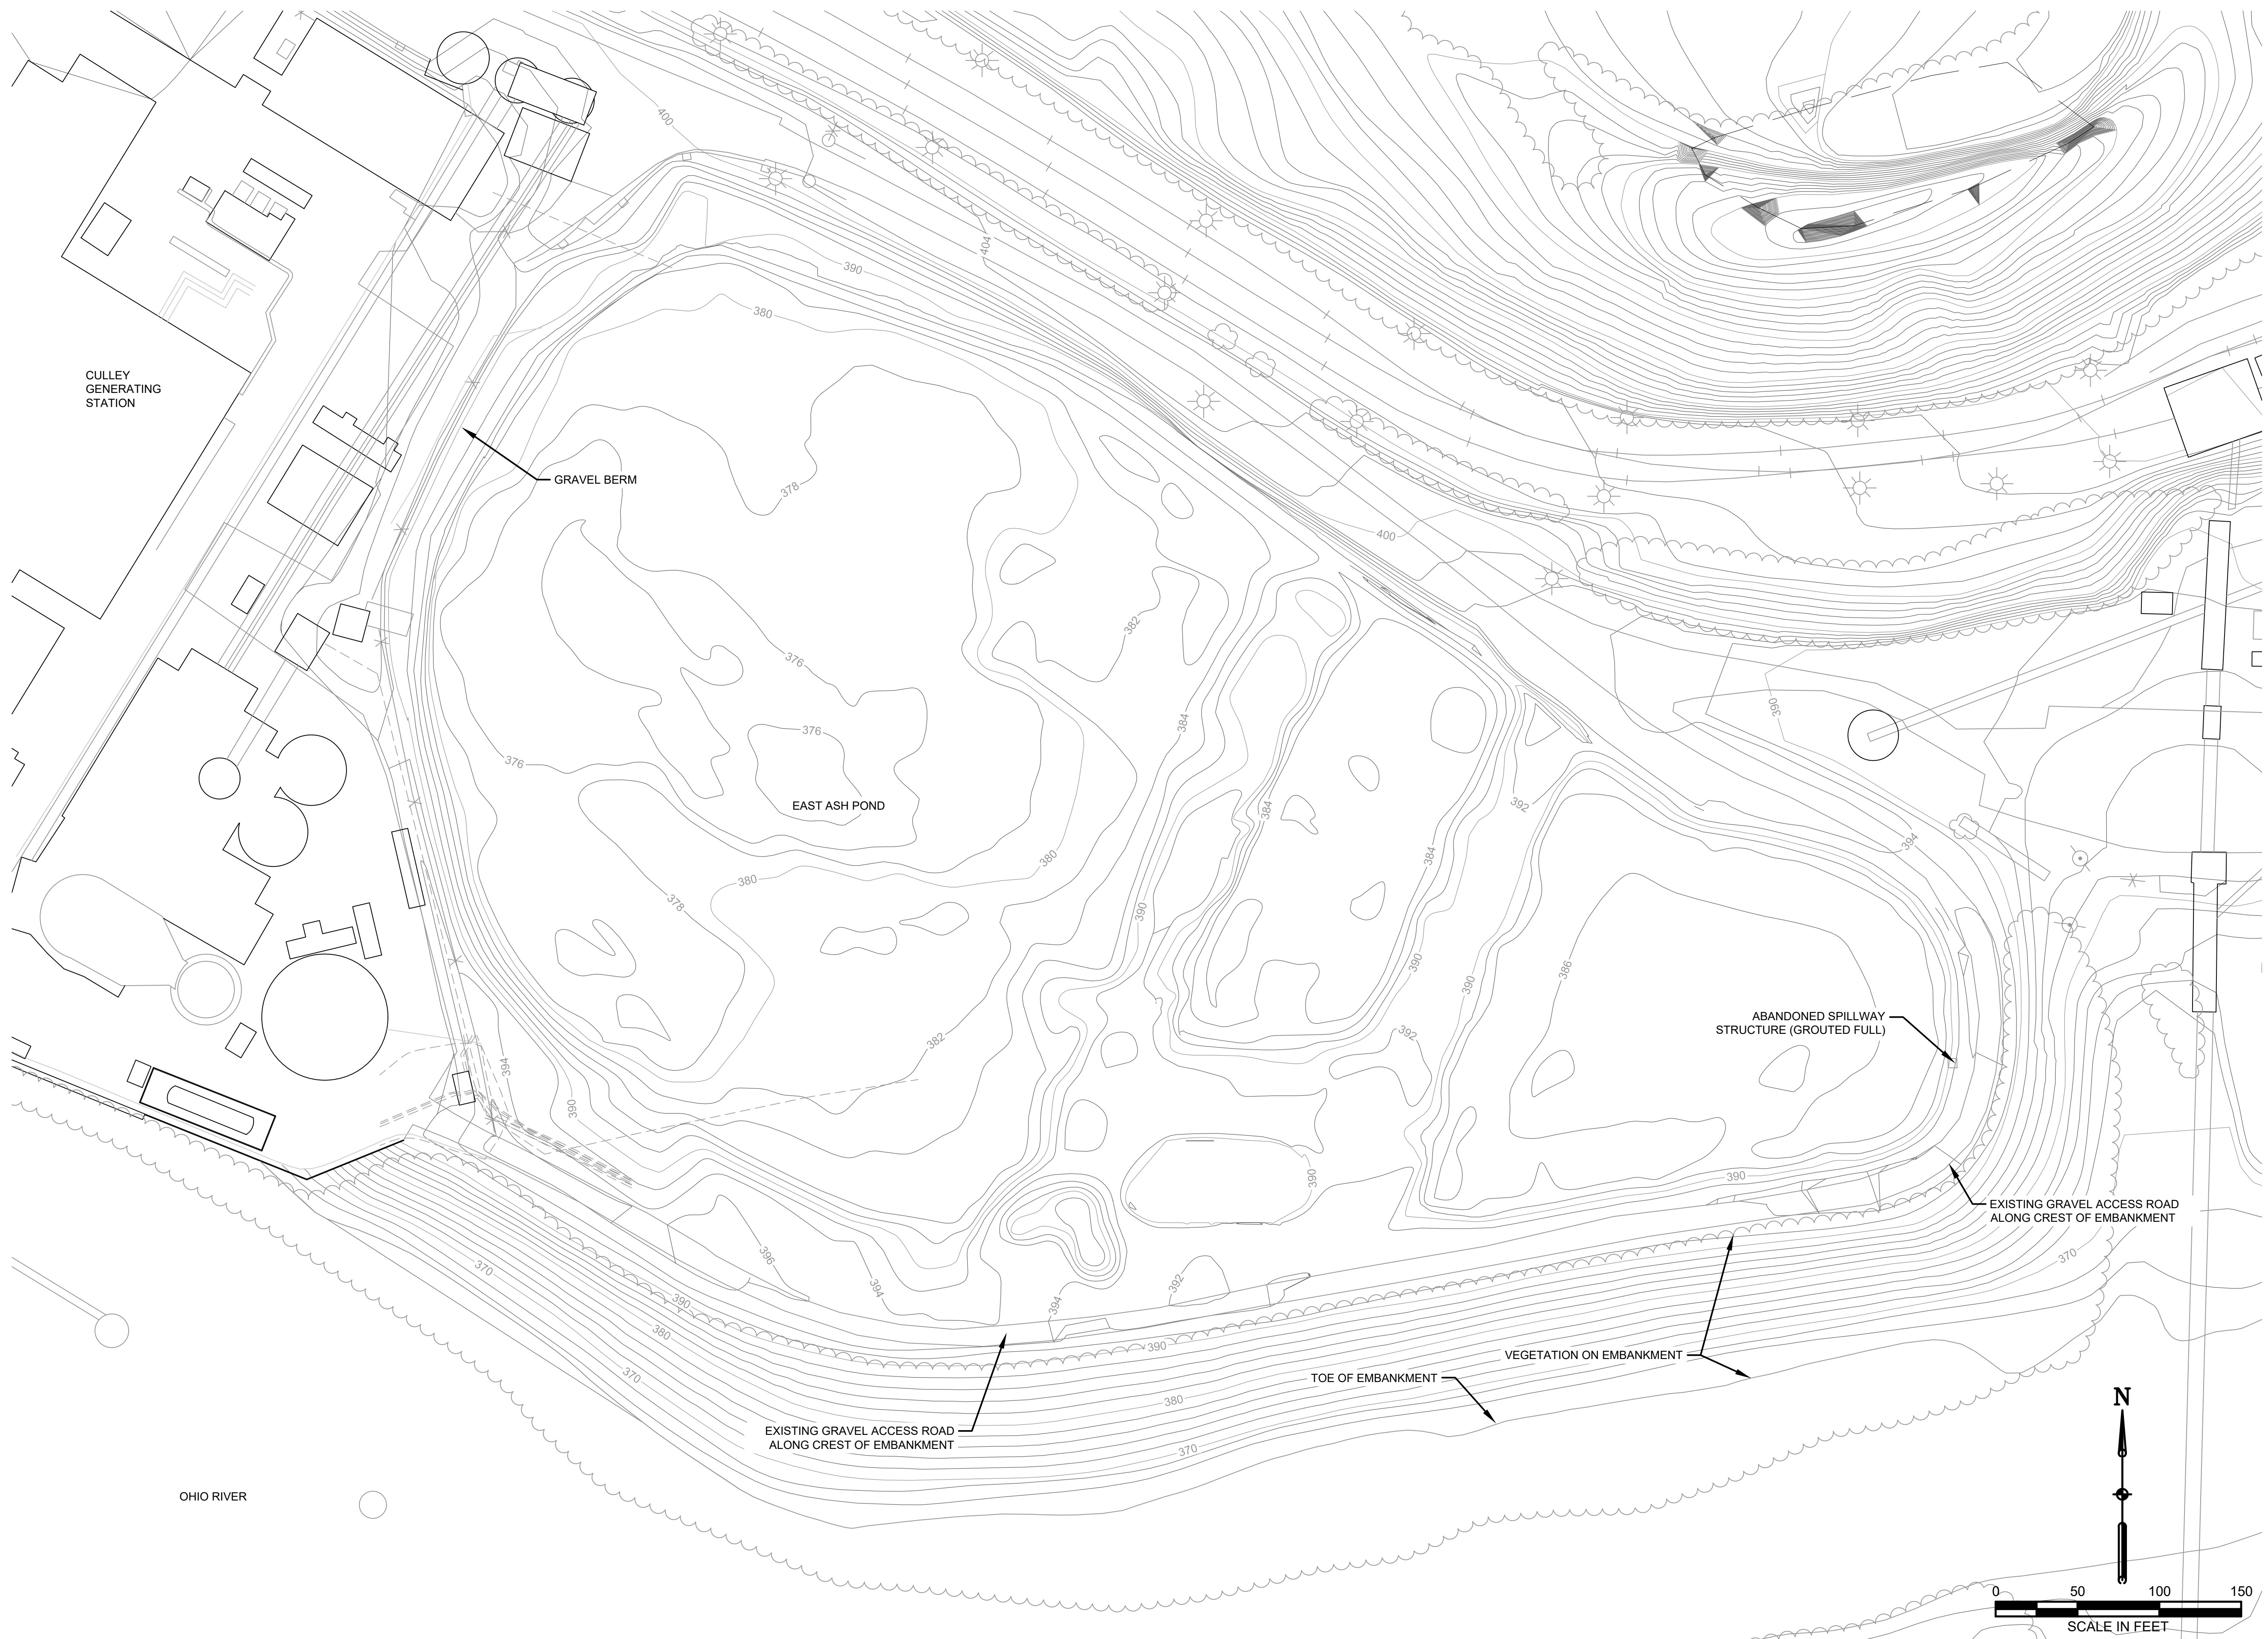 400
404
390
380
CULLEY
GENERATING
STATION
GRAVEL BERM
378
400
382
376
390
384
376
376
EAST ASH POND
392
384
394
384
380
380
378
390
390
390
386
ABANDONED SPILLWAY
STRUCTURE (GROUTED FULL)
392
382
394
390
390
390
EXISTING GRAVEL ACCESS ROAD
ALONG CREST OF EMBANKMENT
396
370
370
394
392
394
390
380
390
VEGETATION ON EMBANKMENT
370
TOE OF EMBANKMENT
380
N
EXISTING GRAVEL ACCESS ROAD
ALONG CREST OF EMBANKMENT
370
OHIO RIVER
0 50 100 150
SCALE IN FEET